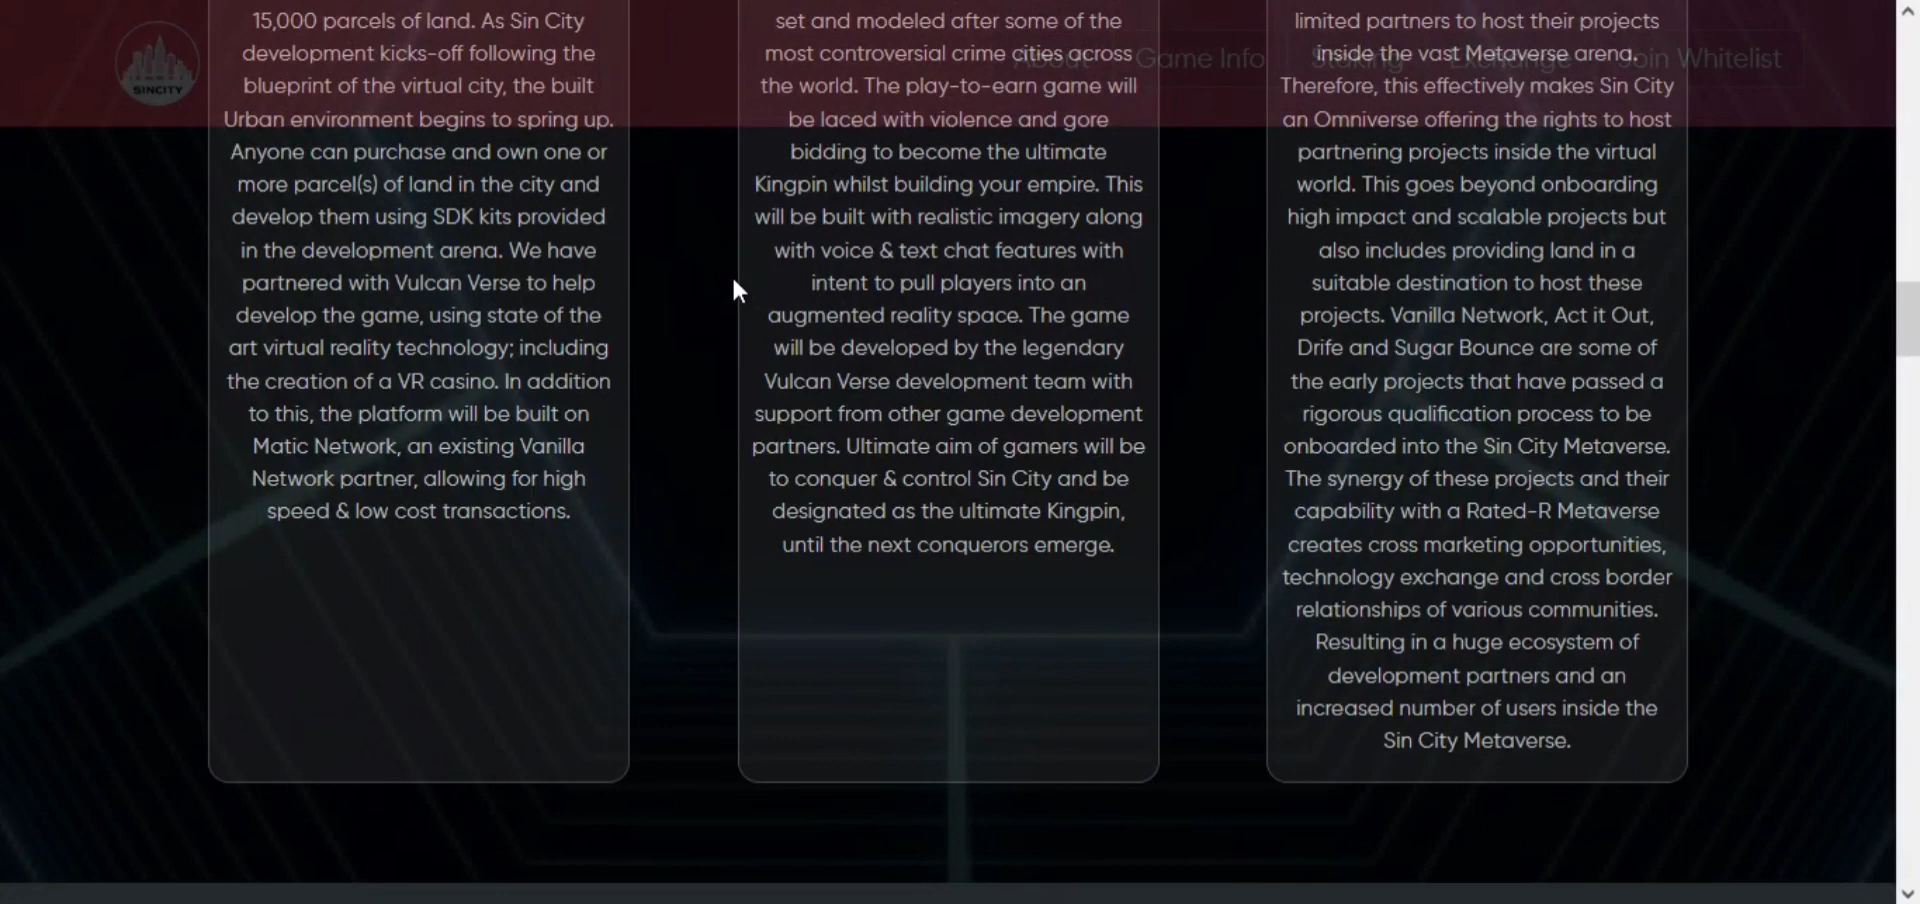 SINCITY
About
Game Info
Staking
Exchange
Join Whitelist
15,000 parcels of land. As Sin City
development kicks-off following the
blueprint of the virtual city, the built
Urban environment begins to spring up.
Anyone can purchase and own one or
more parcel(s) of land in the city and
develop them using SDK kits provided
in the development arena. We have
partnered with Vulcan Verse to help
develop the game, using state of the
art virtual reality technology; including
the creation of a VR casino. In addition
to this, the platform will be built on
Matic Network, an existing Vanilla
Network partner, allowing for high
speed & low cost transactions.
set and modeled after some of the
most controversial crime cities across
the world. The play-to-earn game will
be laced with violence and gore
bidding to become the ultimate
Kingpin whilst building your empire. This
will be built with realistic imagery along
with voice & text chat features with
intent to pull players into an
augmented reality space. The game
will be developed by the legendary
Vulcan Verse development team with
support from other game development
partners. Ultimate aim of gamers will be
to conquer & control Sin City and be
designated as the ultimate Kingpin,
until the next conquerors emerge.
limited partners to host their projects
inside the vast Metaverse arena.
Therefore, this effectively makes Sin City
an Omniverse offering the rights to host
partnering projects inside the virtual
world. This goes beyond onboarding
high impact and scalable projects but
also includes providing land in a
suitable destination to host these
projects. Vanilla Network, Act it Out,
Drife and Sugar Bounce are some of
the early projects that have passed a
rigorous qualification process to be
onboarded into the Sin City Metaverse.
The synergy of these projects and their
capability with a Rated-R Metaverse
creates cross marketing opportunities,
technology exchange and cross border
relationships of various communities.
Resulting in a huge ecosystem of
development partners and an
increased number of users inside the
Sin City Metaverse.